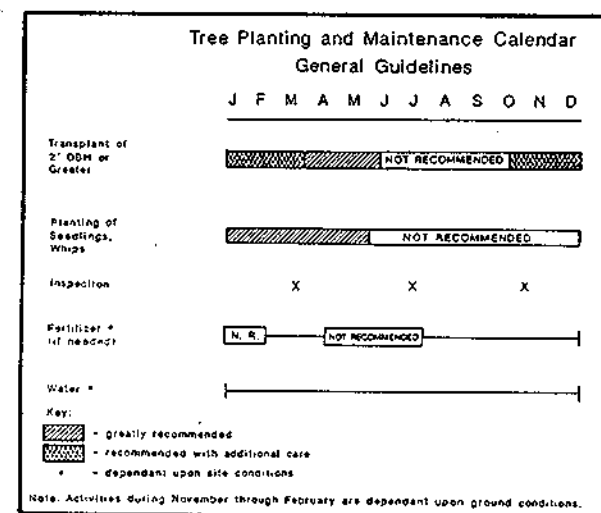 Tree Planting and Maintenance Calendar
General Guidelines
J F M A M J J A S O N D
Transplant of
2" DBH or
Greater
NOT RECOMMENDED
Planting of
Seedlings,
Whips
NOT RECOMMENDED
Inspection
X X X
Fertilizer *
(if needed)
N. R.
NOT RECOMMENDED
Water *
Key:
- greatly recommended
- recommended with additional care
* - dependant upon site conditions
Note: Activities during November through February are dependant upon ground conditions.